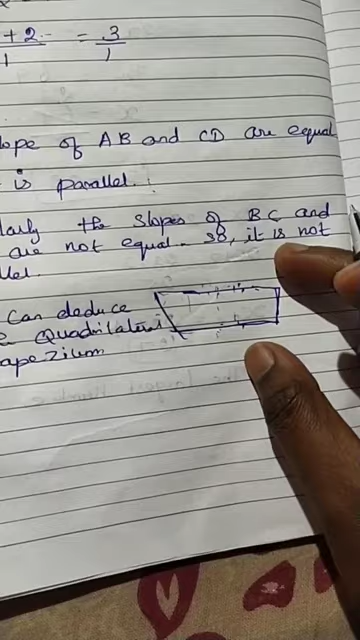 + 2 = 3
1 1
lope of AB and CD are equal
is parallel.
larly the slopes of BC and
are not equal. so, it is not
llel.
Can deduce
e quadrilateral
apezium